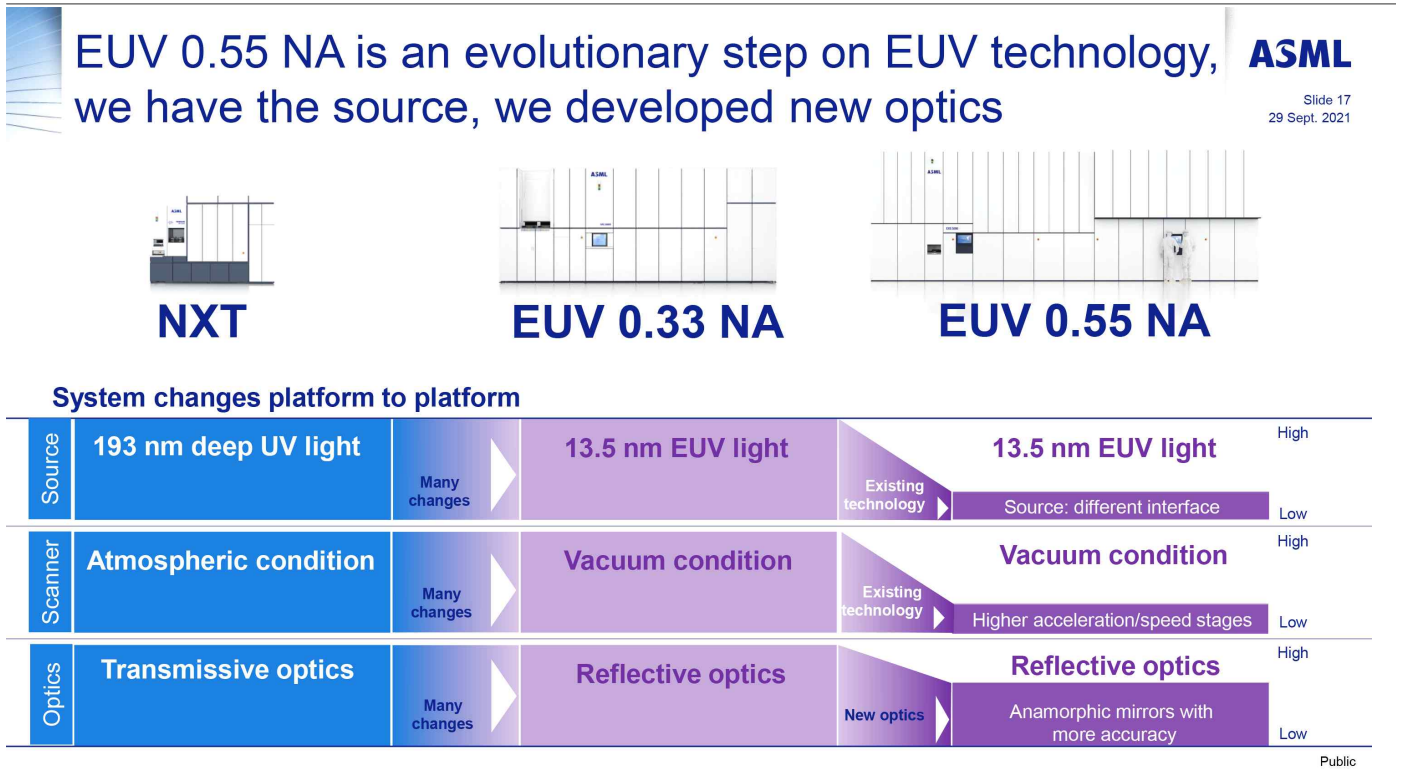 EUV 0.55 NA is an evolutionary step on EUV technology,
we have the source, we developed new optics
ASML
Slide 17
29 Sept. 2021
ASML
ASML
ASML
NXT
EUV 0.33 NA
EUV 0.55 NA
System changes platform to platform
Source
193 nm deep UV light
Many
changes
13.5 nm EUV light
Existing
technology
13.5 nm EUV light
Source: different interface
High
Low
Scanner
Atmospheric condition
Many
changes
Vacuum condition
Existing
technology
Vacuum condition
Higher acceleration/speed stages
High
Low
Optics
Transmissive optics
Many
changes
Reflective optics
New optics
Reflective optics
Anamorphic mirrors with
more accuracy
High
Low
Public